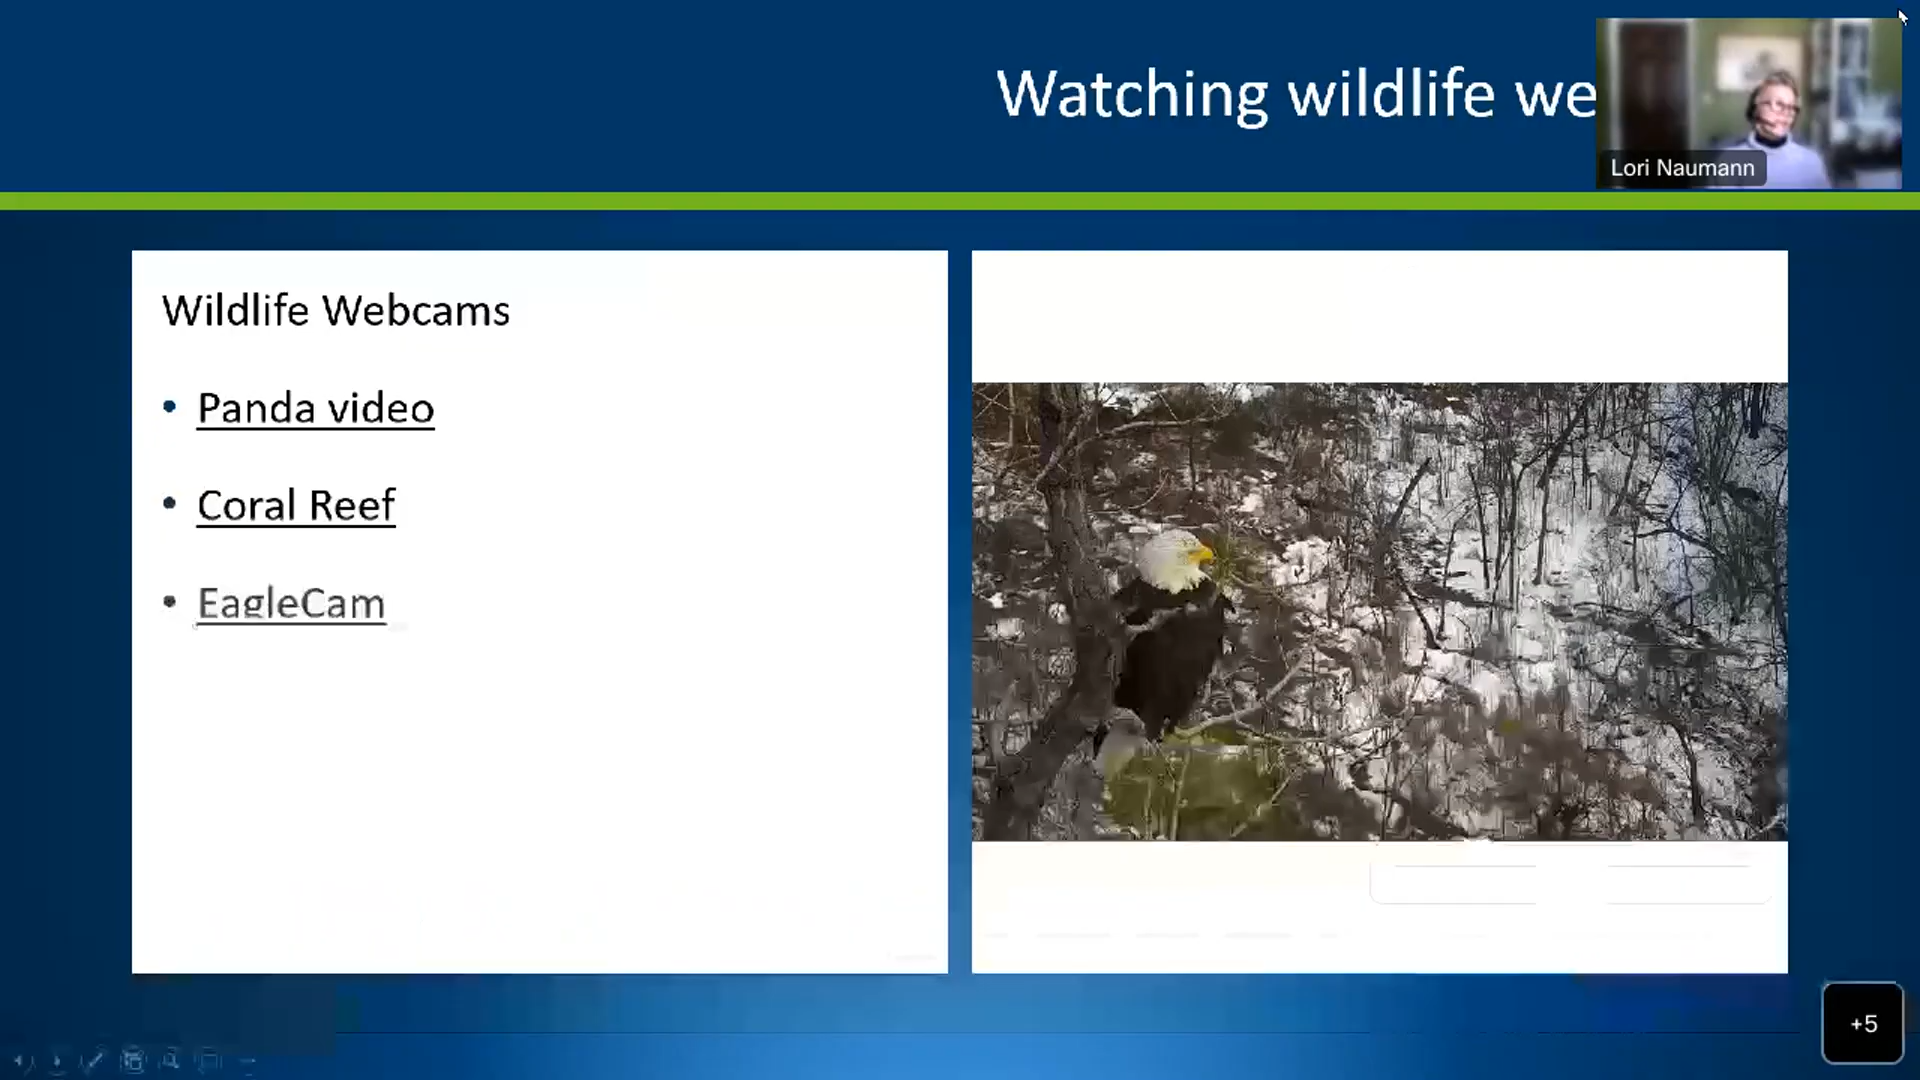 Watching wildlife we
Lori Naumann
Wildlife Webcams
• Panda video
• Coral Reef
• EagleCam
+5